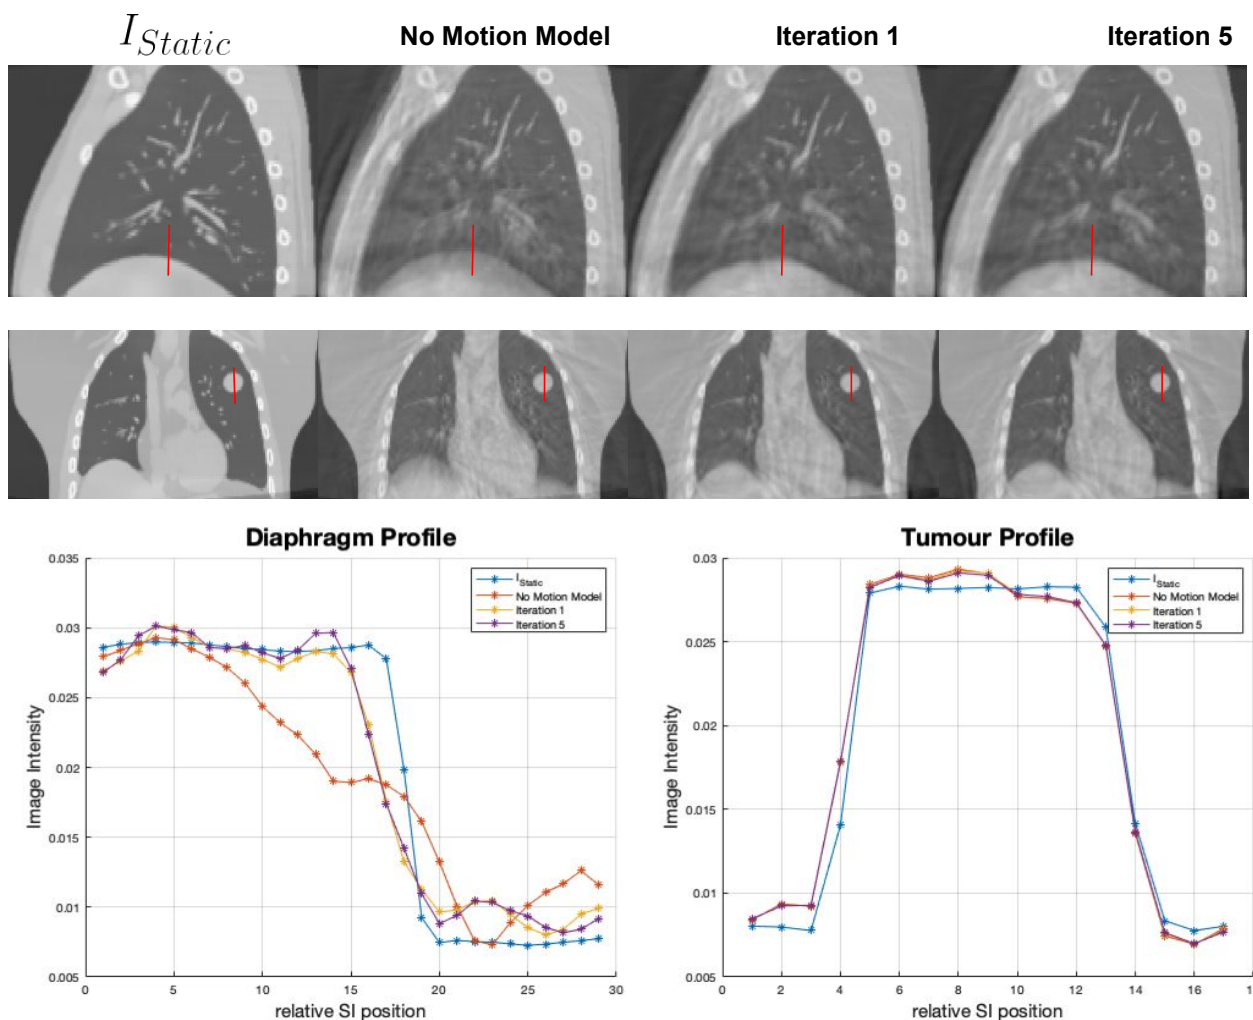 I_Static
No Motion Model
Iteration 1
Iteration 5
Diaphragm Profile
0.035
0.03
0.025
0.02
0.015
0.01
0.005
Image Intensity
0 5 10 15 20 25 30
relative SI position
I_Static
No Motion Model
Iteration 1
Iteration 5
Tumour Profile
0.03
0.025
0.02
0.015
0.01
0.005
Image Intensity
0 2 4 6 8 10 12 14 16
relative SI position
I_Static
No Motion Model
Iteration 1
Iteration 5